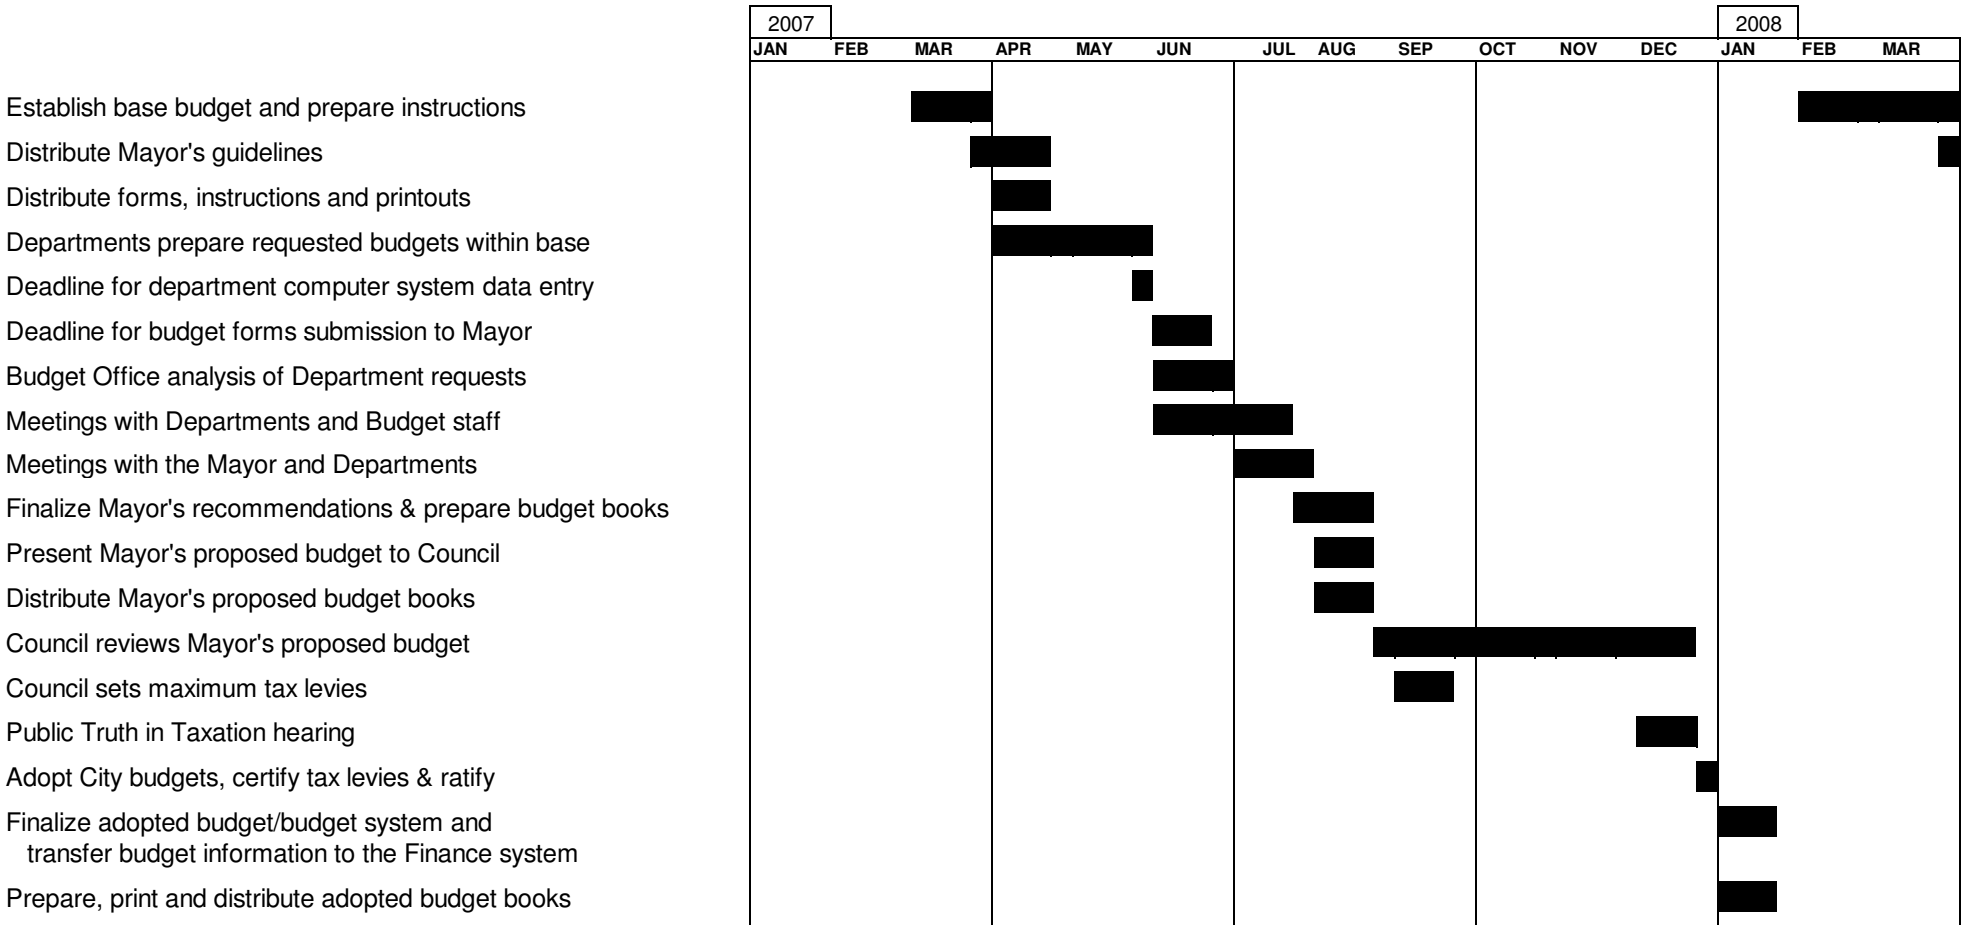 2007 2008
JAN FEB MAR APR MAY JUN JUL AUG SEP OCT NOV DEC JAN FEB MAR
Establish base budget and prepare instructions
Distribute Mayor's guidelines
Distribute forms, instructions and printouts
Departments prepare requested budgets within base
Deadline for department computer system data entry
Deadline for budget forms submission to Mayor
Budget Office analysis of Department requests
Meetings with Departments and Budget staff
Meetings with the Mayor and Departments
Finalize Mayor's recommendations & prepare budget books
Present Mayor's proposed budget to Council
Distribute Mayor's proposed budget books
Council reviews Mayor's proposed budget
Council sets maximum tax levies
Public Truth in Taxation hearing
Adopt City budgets, certify tax levies & ratify
Finalize adopted budget/budget system and
transfer budget information to the Finance system
Prepare, print and distribute adopted budget books